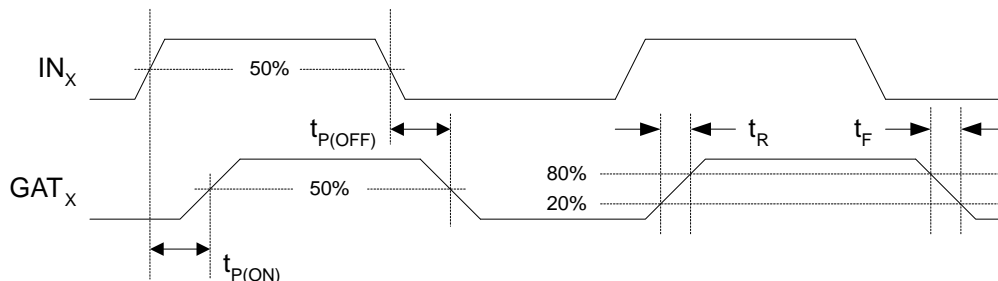 IN_X
50%
t_P(OFF)
t_R
t_F
GAT_X
50%
80%
20%
t_P(ON)